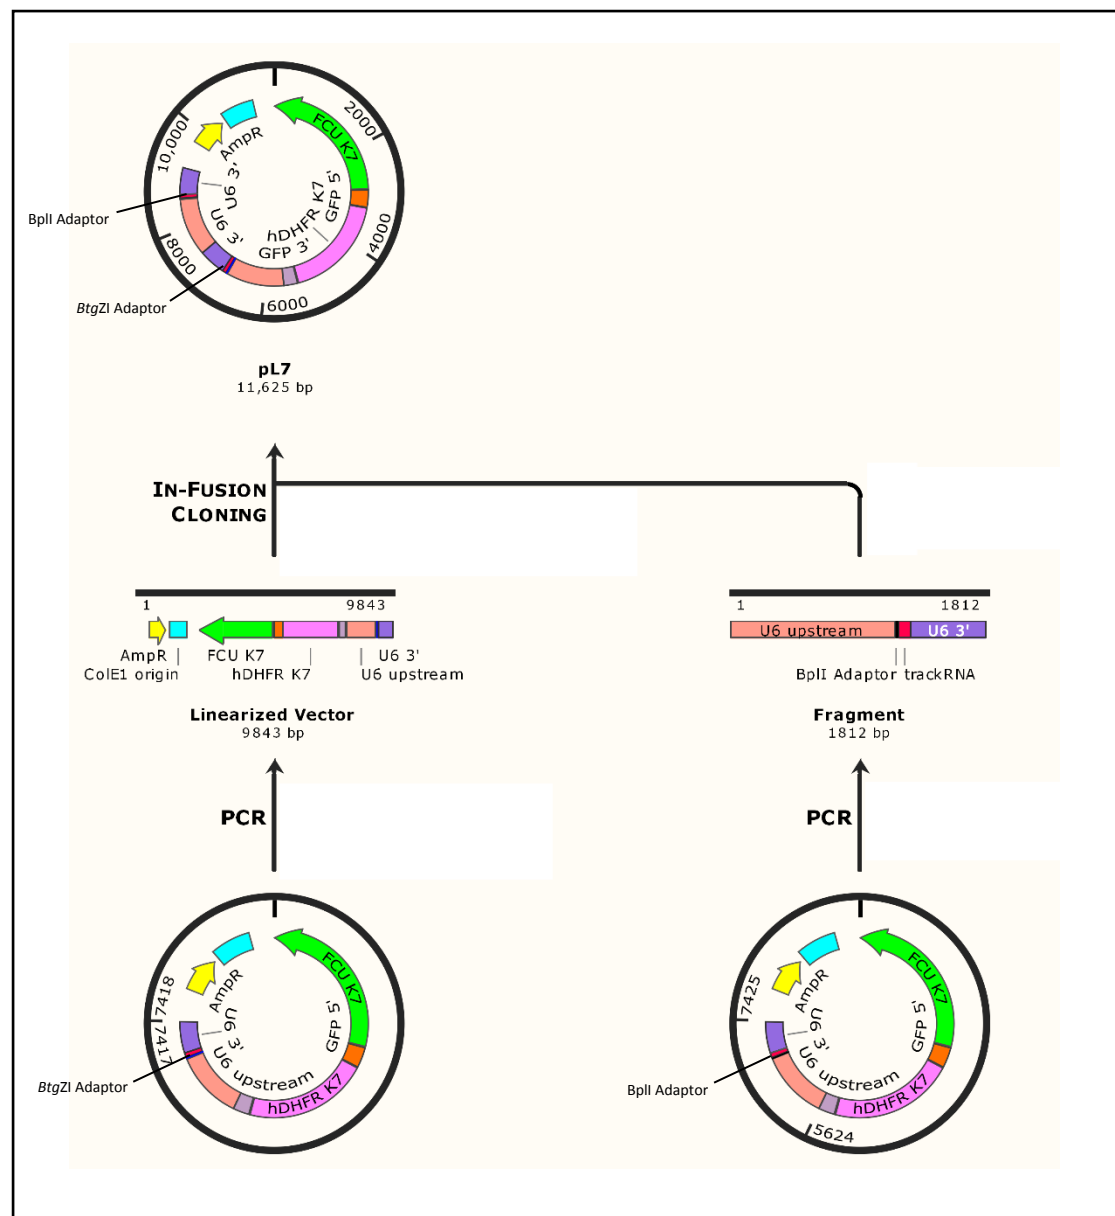 10,000
2000
4000
6000
8000
AmpR
FCU K7
GFP 5'
hDHFR K7
GFP 3'
U6 3'
U6 3'
BplI Adaptor
BtgZI Adaptor
pL7
11,625 bp
IN-FUSION
CLONING
1
9843
AmpR
FCU K7
U6 3'
ColE1 origin
hDHFR K7
U6 upstream
Linearized Vector
9843 bp
1
1812
U6 upstream
U6 3'
BplI Adaptor
trackRNA
Fragment
1812 bp
PCR
PCR
7418
7417
AmpR
FCU K7
GFP 5'
U6 3'
U6 upstream
hDHFR K7
BtgZI Adaptor
7425
AmpR
FCU K7
GFP 5'
U6 3'
U6 upstream
hDHFR K7
BplI Adaptor
5624